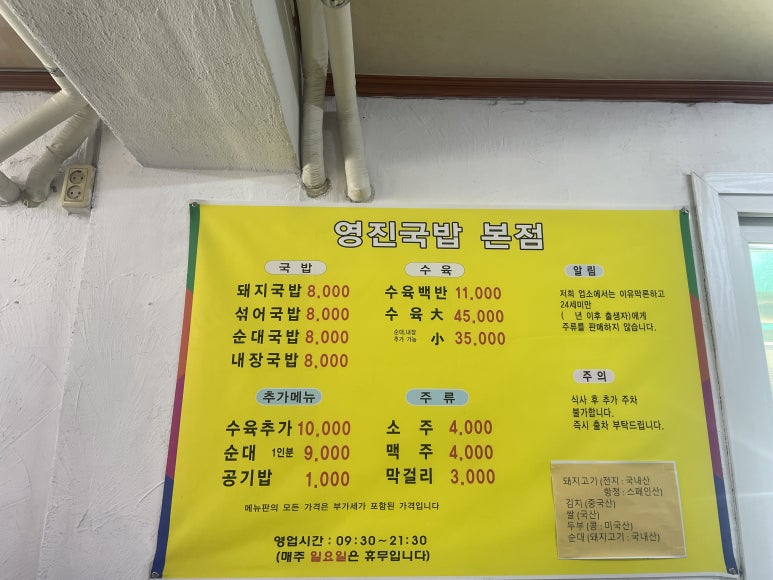 영진국밥 본점
국 밥
돼지국밥 8,000
섞어국밥 8,000
순대국밥 8,000
내장국밥 8,000
수 육
수육백반 11,000
수 육 大 45,000
순대,내장
추가 가능
小 35,000
알 림
저희 업소에서는 이유막론하고
24세미만
( 년 이후 출생자)에게
주류를 판매하지 않습니다.
추가메뉴
수육추가 10,000
순대 1인분 9,000
공기밥 1,000
주 류
소 주 4,000
맥 주 4,000
막걸리 3,000
주 의
식사 후 추가 주차
불가합니다.
즉시 출차 부탁드립니다.
메뉴판의 모든 가격은 부가세가 포함된 가격입니다
영업시간 : 09:30~21:30
(매주 일요일은 휴무입니다)
돼지고기 (전지 : 국내산
항정 : 스페인산)
김치 (중국산)
쌀 (국산)
두부 (콩 : 미국산)
순대 (돼지고기 : 국내산)